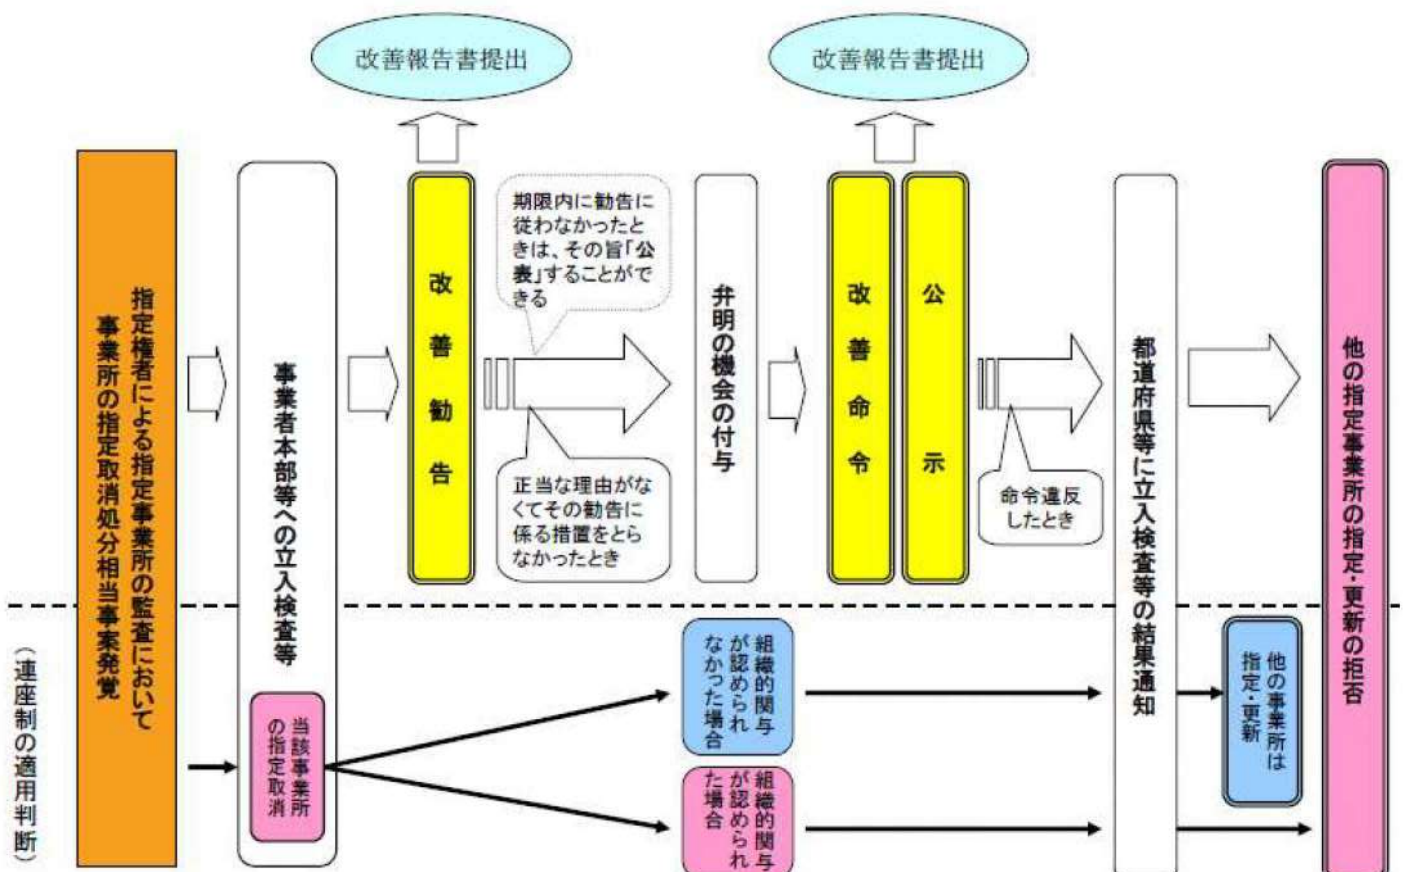 改善報告書提出
改善報告書提出
指定権者による指定事業所の監査において
事業所の指定取消処分相当事案発覚
事業者本部等への立入検査等
改善勧告
期限内に勧告に
従わなかったと
きは、その旨「公
表」することがで
きる
正当な理由がな
くてその勧告に
係る措置をとら
なかったとき
弁明の機会の付与
改善命令
公示
命令違反
したとき
都道府県等に立入検査等の結果通知
他の指定事業所の指定・更新の拒否
(連座制の適用判断)
当該事業所
の指定取消
組織的関与
が認められ
なかった場合
組織的関与
が認められ
た場合
他の事業所は
指定・更新